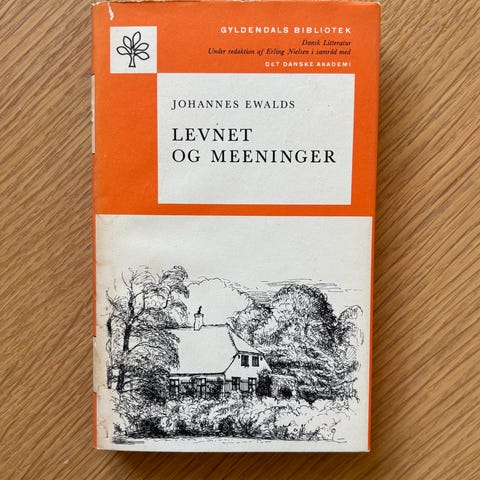 GYLDENDALS BIBLIOTEK
Dansk Litteratur
Under redaktion af Erling Nielsen i samråd med
DET DANSKE AKADEMI
JOHANNES EWALDS
LEVNET
OG MEENINGER